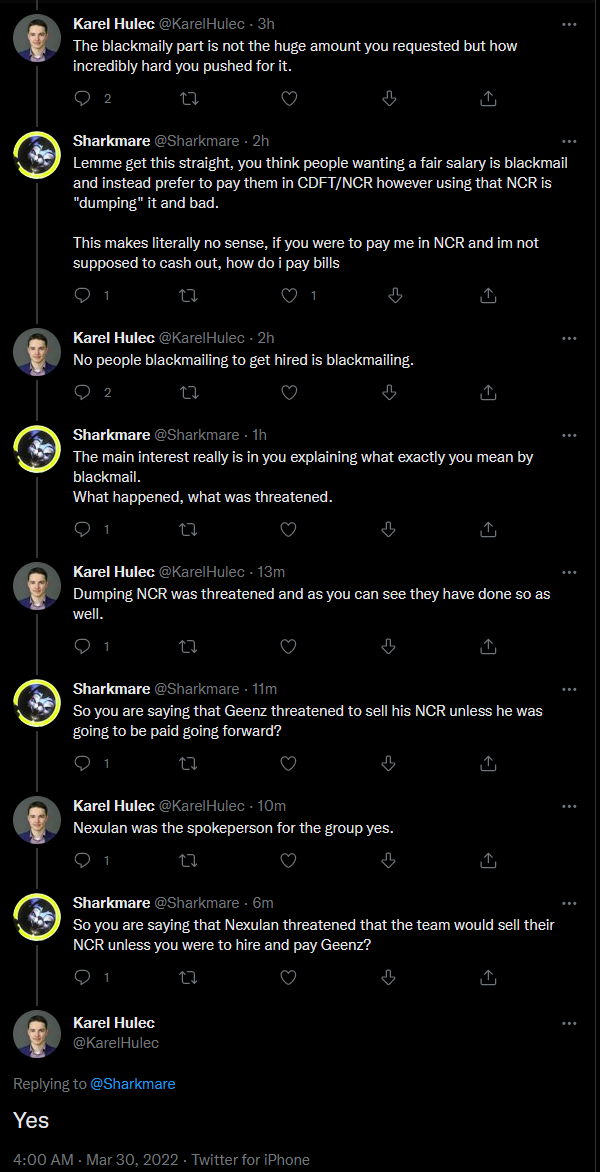 Karel Hulec @KarelHulec · 3h
The blackmaily part is not the huge amount you requested but how
incredibly hard you pushed for it.
2
Sharkmare @Sharkmare · 2h
Lemme get this straight, you think people wanting a fair salary is blackmail
and instead prefer to pay them in CDFT/NCR however using that NCR is
"dumping" it and bad.
This makes literally no sense, if you were to pay me in NCR and im not
supposed to cash out, how do i pay bills
1 1
Karel Hulec @KarelHulec · 2h
No people blackmailing to get hired is blackmailing.
2
Sharkmare @Sharkmare · 1h
The main interest really is in you explaining what exactly you mean by
blackmail.
What happened, what was threatened.
1
Karel Hulec @KarelHulec · 13m
Dumping NCR was threatened and as you can see they have done so as
well.
1
Sharkmare @Sharkmare · 11m
So you are saying that Geenz threatened to sell his NCR unless he was
going to be paid going forward?
1
Karel Hulec @KarelHulec · 10m
Nexulan was the spokeperson for the group yes.
1
Sharkmare @Sharkmare · 6m
So you are saying that Nexulan threatened that the team would sell their
NCR unless you were to hire and pay Geenz?
1
Karel Hulec
@KarelHulec
Replying to @Sharkmare
Yes
4:00 AM · Mar 30, 2022 · Twitter for iPhone